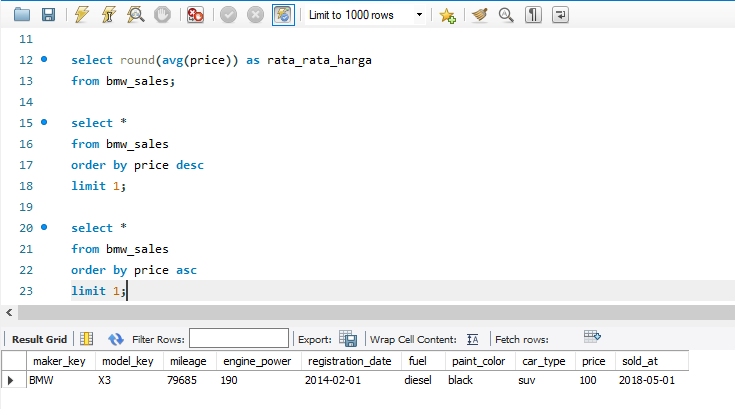 Limit to 1000 rows
11
12 select round(avg(price)) as rata_rata_harga
13 from bmw_sales;
14
15 select *
16 from bmw_sales
17 order by price desc
18 limit 1;
19
20 select *
21 from bmw_sales
22 order by price asc
23 limit 1;
Result Grid Filter Rows: Export: Wrap Cell Content: Fetch rows:
maker_key model_key mileage engine_power registration_date fuel paint_color car_type price sold_at
BMW X3 79685 190 2014-02-01 diesel black suv 100 2018-05-01